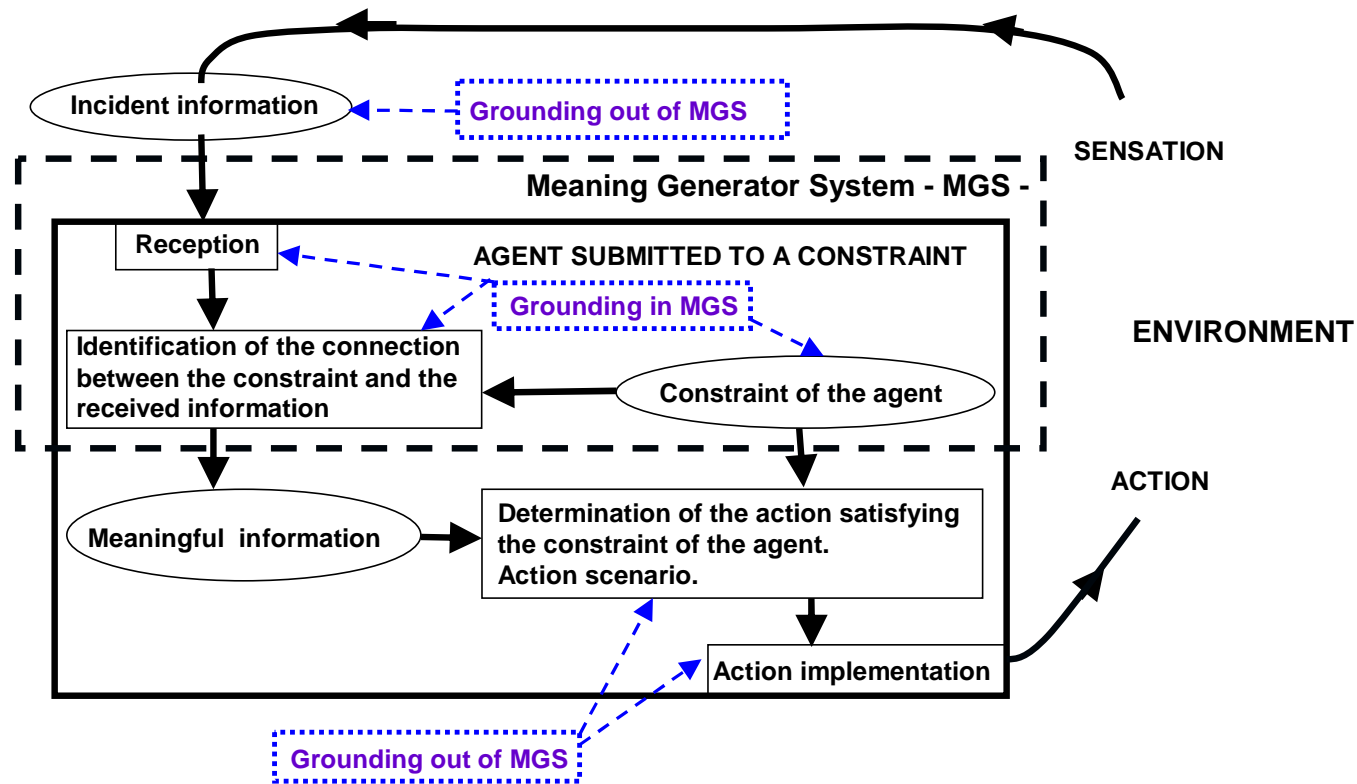 Incident information
Grounding out of MGS
SENSATION
Meaning Generator System - MGS -
Reception
AGENT SUBMITTED TO A CONSTRAINT
Grounding in MGS
ENVIRONMENT
Identification of the connection
between the constraint and the
received information
Constraint of the agent
ACTION
Meaningful  information
Determination of the action satisfying
the constraint of the agent.
Action scenario.
Action implementation
Grounding out of MGS